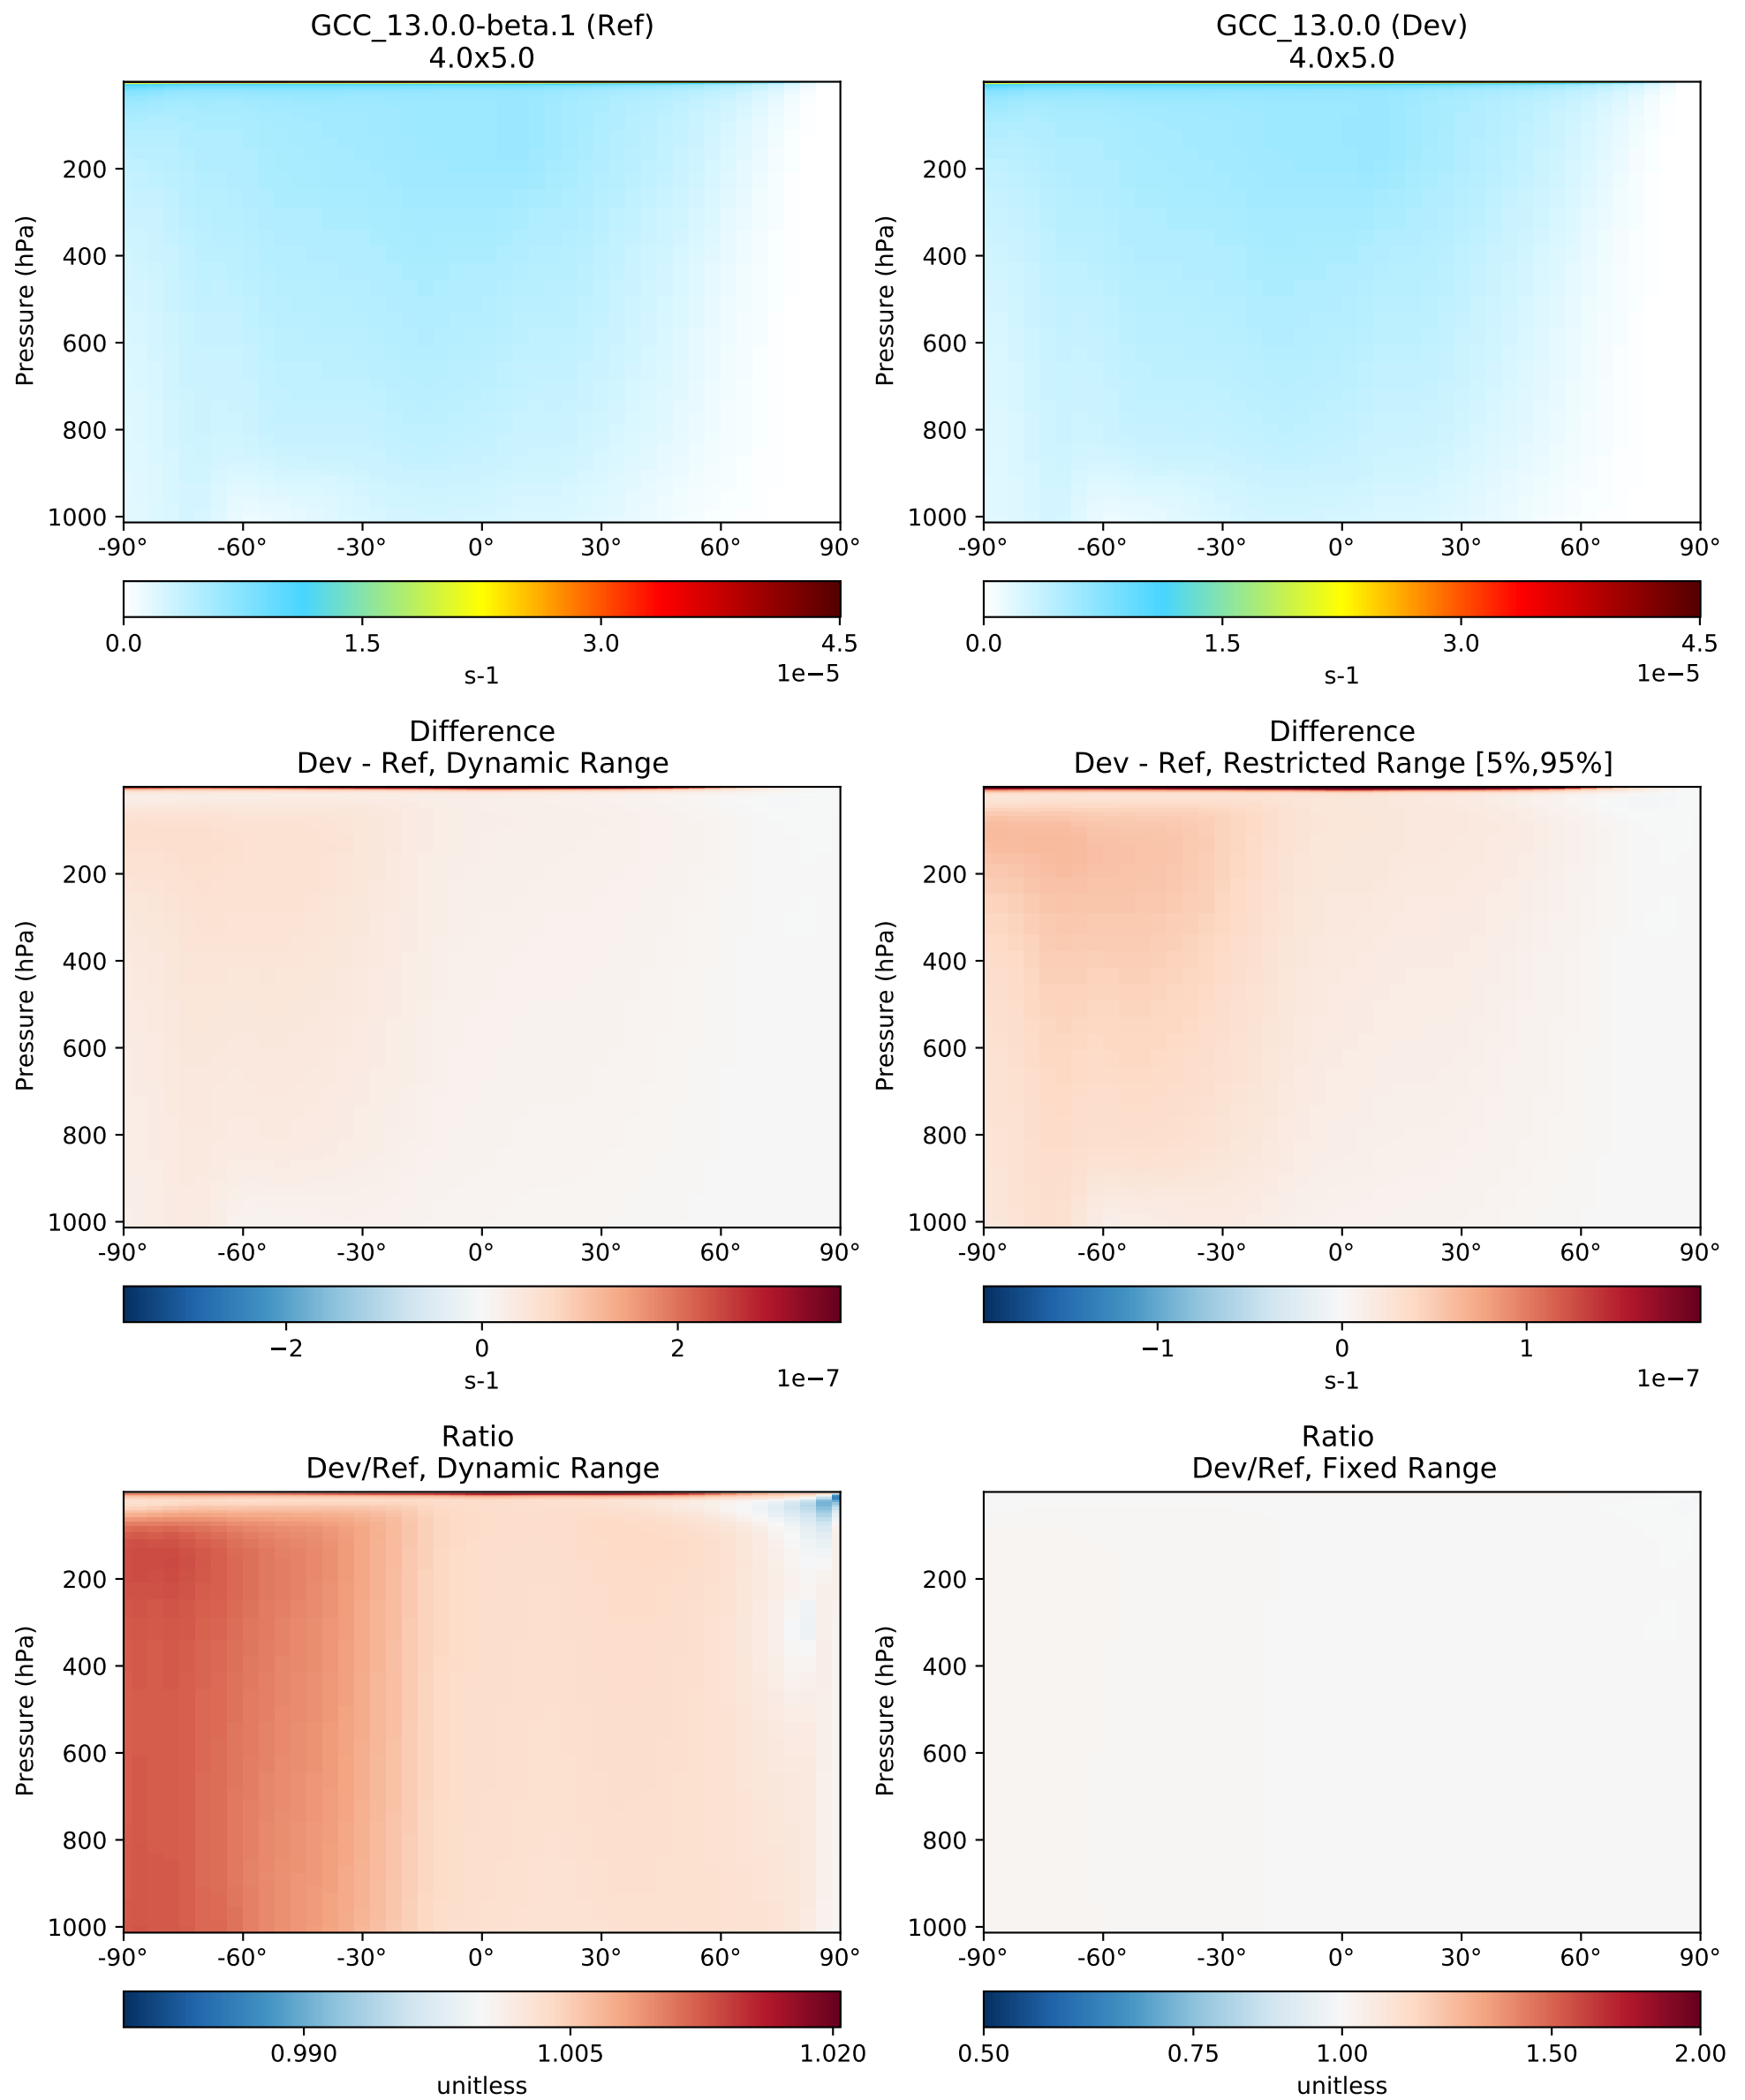 GCC_13.0.0-beta.1 (Ref)
4.0x5.0
Pressure (hPa)
200
400
600
800
1000
-90° -60° -30° 0° 30° 60° 90°
0.0 1.5 3.0 4.5
s-1
1e−5
GCC_13.0.0 (Dev)
4.0x5.0
Pressure (hPa)
200
400
600
800
1000
-90° -60° -30° 0° 30° 60° 90°
0.0 1.5 3.0 4.5
s-1
1e−5
Difference
Dev - Ref, Dynamic Range
Pressure (hPa)
200
400
600
800
1000
-90° -60° -30° 0° 30° 60° 90°
−2 0 2
s-1
1e−7
Difference
Dev - Ref, Restricted Range [5%,95%]
Pressure (hPa)
200
400
600
800
1000
-90° -60° -30° 0° 30° 60° 90°
−1 0 1
s-1
1e−7
Ratio
Dev/Ref, Dynamic Range
Pressure (hPa)
200
400
600
800
1000
-90° -60° -30° 0° 30° 60° 90°
0.990 1.005 1.020
unitless
Ratio
Dev/Ref, Fixed Range
Pressure (hPa)
200
400
600
800
1000
-90° -60° -30° 0° 30° 60° 90°
0.50 0.75 1.00 1.50 2.00
unitless